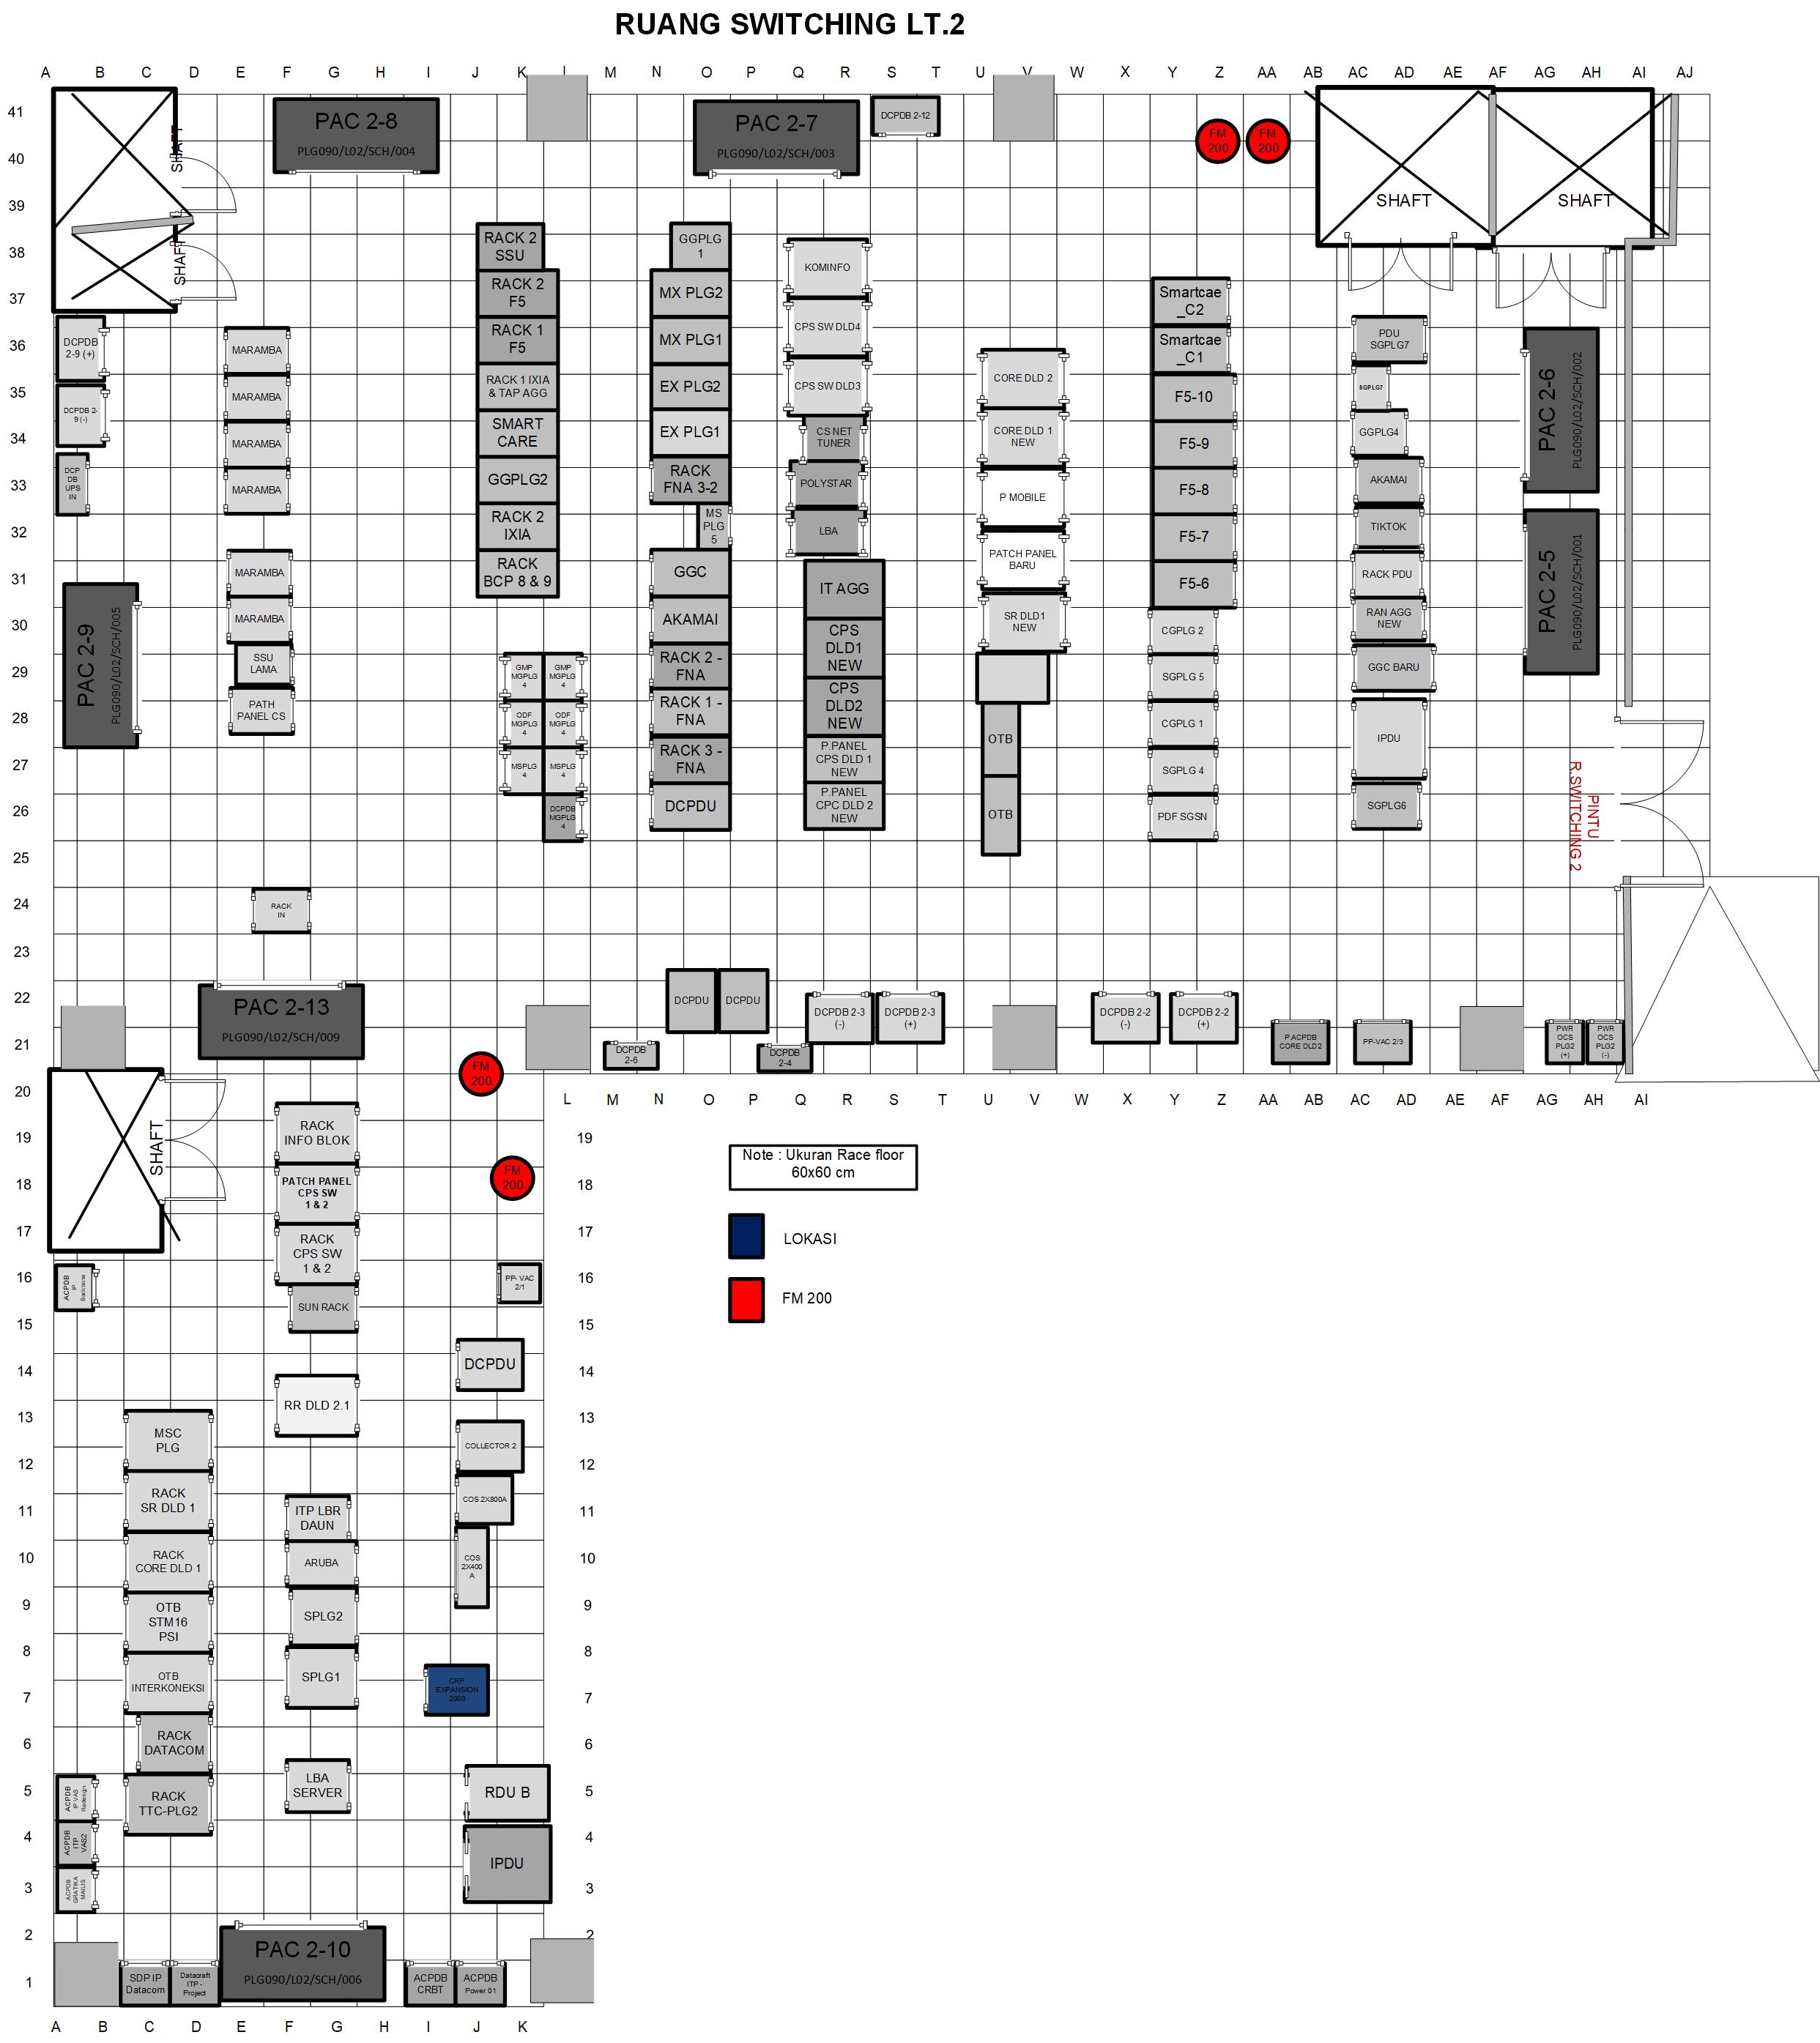 RUANG SWITCHING LT.2
A B C D E F G H I J K L M N O P Q R S T U V W X Y Z AA AB AC AD AE AF AG AH AI AJ
41
40
39
38
37
36
35
34
33
32
31
30
29
28
27
26
25
24
23
22
21
20
19
18
17
16
15
14
13
12
11
10
9
8
7
6
5
4
3
2
1
SHAFT
SHAFT
PAC 2-8
PLG090/L02/SCH/004
PAC 2-7
PLG090/L02/SCH/003
DCPDB 2-12
FM
200
FM
200
SHAFT
SHAFT
DCPDB
2-9 (+)
DCPDB 2-
9 (-)
DCP
DB
UPS
IN
PAC 2-9
PLG090/L02/SCH/005
MARAMBA
MARAMBA
MARAMBA
MARAMBA
MARAMBA
MARAMBA
SSU
LAMA
PATH
PANEL CS
RACK
IN
RACK 2
SSU
RACK 2
F5
RACK 1
F5
RACK 1 IXIA
& TAP AGG
SMART
CARE
GGPLG2
RACK 2
IXIA
RACK
BCP 8 & 9
GMP
MGPLG
4
GMP
MGPLG
4
ODF
MGPLG
4
ODF
MGPLG
4
MSPLG
4
MSPLG
4
DCPDB
MGPLG
4
GGPLG
1
MX PLG2
MX PLG1
EX PLG2
EX PLG1
RACK
FNA 3-2
MS
PLG
5
GGC
AKAMAI
RACK 2 -
FNA
RACK 1 -
FNA
RACK 3 -
FNA
DCPDU
KOMINFO
CPS SW DLD4
CPS SW DLD3
CS NET
TUNER
POLYSTAR
LBA
IT AGG
CPS
DLD1
NEW
CPS
DLD2
NEW
P.PANEL
CPS DLD 1
NEW
P.PANEL
CPC DLD 2
NEW
CORE DLD 2
CORE DLD 1
NEW
P MOBILE
PATCH PANEL
BARU
SR DLD1
NEW
OTB
OTB
Smartcae
_C2
Smartcae
_C1
F5-10
F5-9
F5-8
F5-7
F5-6
CGPLG 2
SGPLG 5
CGPLG 1
SGPLG 4
PDF SGSN
PDU
SGPLG7
SGPLG7
GGPLG4
AKAMAI
TIKTOK
RACK PDU
RAN AGG
NEW
GGC BARU
IPDU
SGPLG6
PAC 2-6
PLG090/L02/SCH/002
PAC 2-5
PLG090/L02/SCH/001
PINTU
R.SWITCHING 2
PAC 2-13
PLG090/L02/SCH/009
FM
200
DCPDB
2-6
DCPDU
DCPDU
DCPDB
2-4
DCPDB 2-3
(-)
DCPDB 2-3
(+)
DCPDB 2-2
(-)
DCPDB 2-2
(+)
P.ACPDB
CORE DLD2
PP-VAC 2/3
PWR
OCS
PLG2
(+)
PWR
OCS
PLG2
(-)
L M N O P Q R S T U V W X Y Z AA AB AC AD AE AF AG AH AI
SHAFT
RACK
INFO BLOK
PATCH PANEL
CPS SW
1 & 2
RACK
CPS SW
1 & 2
SUN RACK
FM
200
ACPDB
IP
Backbone
PP- VAC
2/1
19
18
17
16
15
14
13
12
11
10
9
8
7
6
5
4
3
2
Note : Ukuran Race floor
60x60 cm
LOKASI
FM 200
DCPDU
RR DLD 2.1
COLLECTOR 2
COS 2X800A
COS
2X400
A
MSC
PLG
RACK
SR DLD 1
RACK
CORE DLD 1
OTB
STM16
PSI
OTB
INTERKONEKSI
RACK
DATACOM
RACK
TTC-PLG2
ITP LBR
DAUN
ARUBA
SPLG2
SPLG1
CRP
EXPANSION
2009
LBA
SERVER
RDU B
IPDU
ACPDB
IP VAS
Redesign
ACPDB
ITP
VAS2
ACPDB
GRATIKA
MAILIS
PAC 2-10
PLG090/L02/SCH/006
SDP IP
Datacom
Datacraft
ITP -
Project
ACPDB
CRBT
ACPDB
Power 01
A B C D E F G H I J K